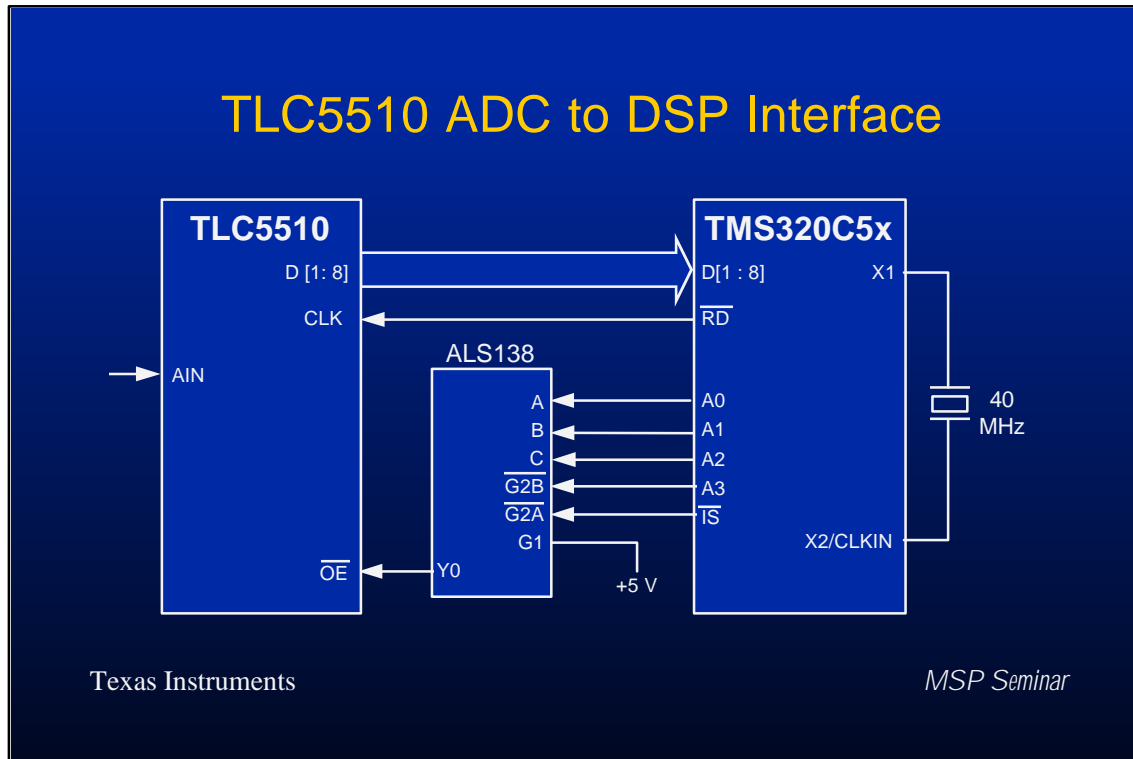 TLC5510 ADC to DSP Interface
TLC5510
TMS320C5x
D [1: 8]
D[1 : 8]
X1
CLK
RD
ALS138
AIN
A
A0
40
MHz
B
A1
C
A2
G2B
A3
G2A
IS
G1
X2/CLKIN
OE
Y0
+5 V
Texas Instruments
MSP Seminar